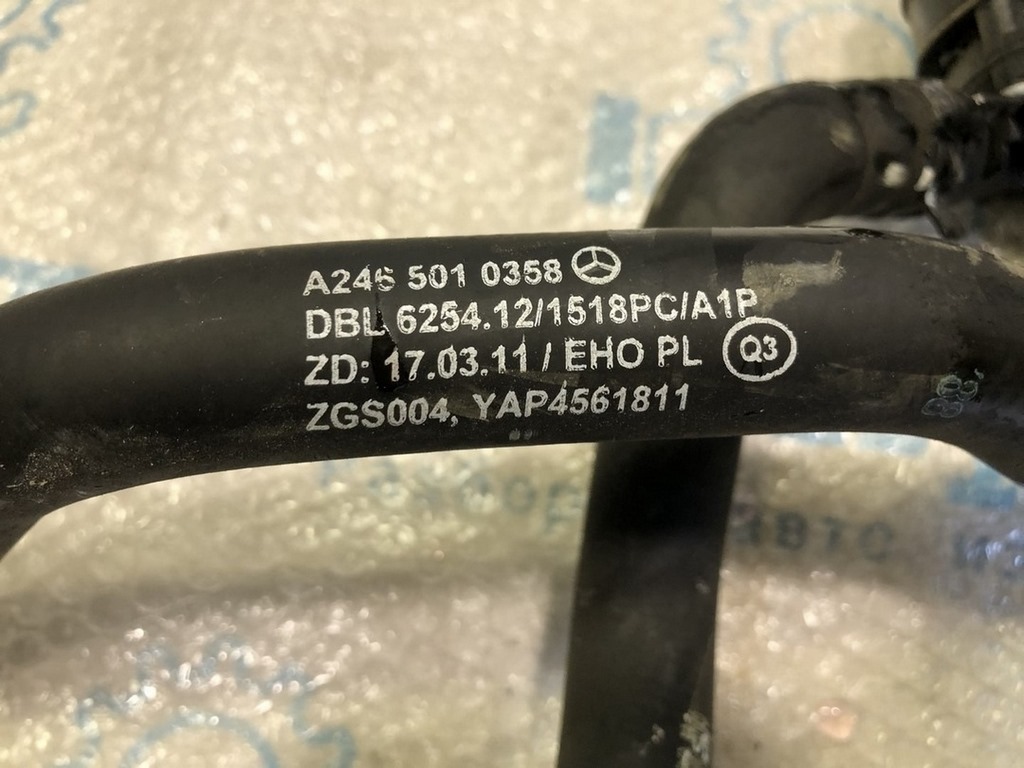 A246 501 0358
DBL 6254.12/1518PC/A1P
ZD: 17.03.11 / EHO PL Q3
ZGS004, YAP4561811